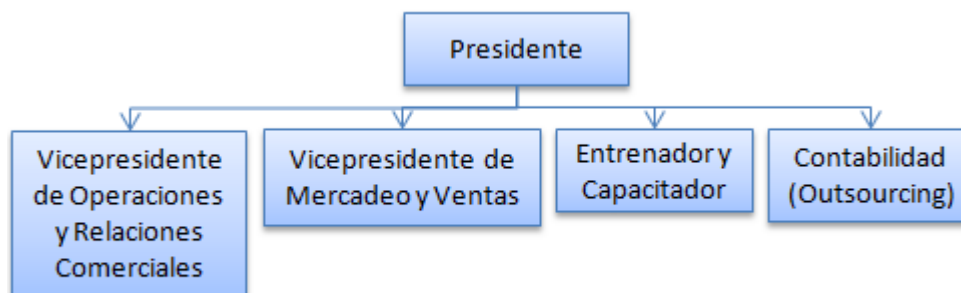 Presidente
Vicepresidente
de Operaciones
y Relaciones
Comerciales
Vicepresidente de
Mercadeo y Ventas
Entrenador y
Capacitador
Contabilidad
(Outsourcing)